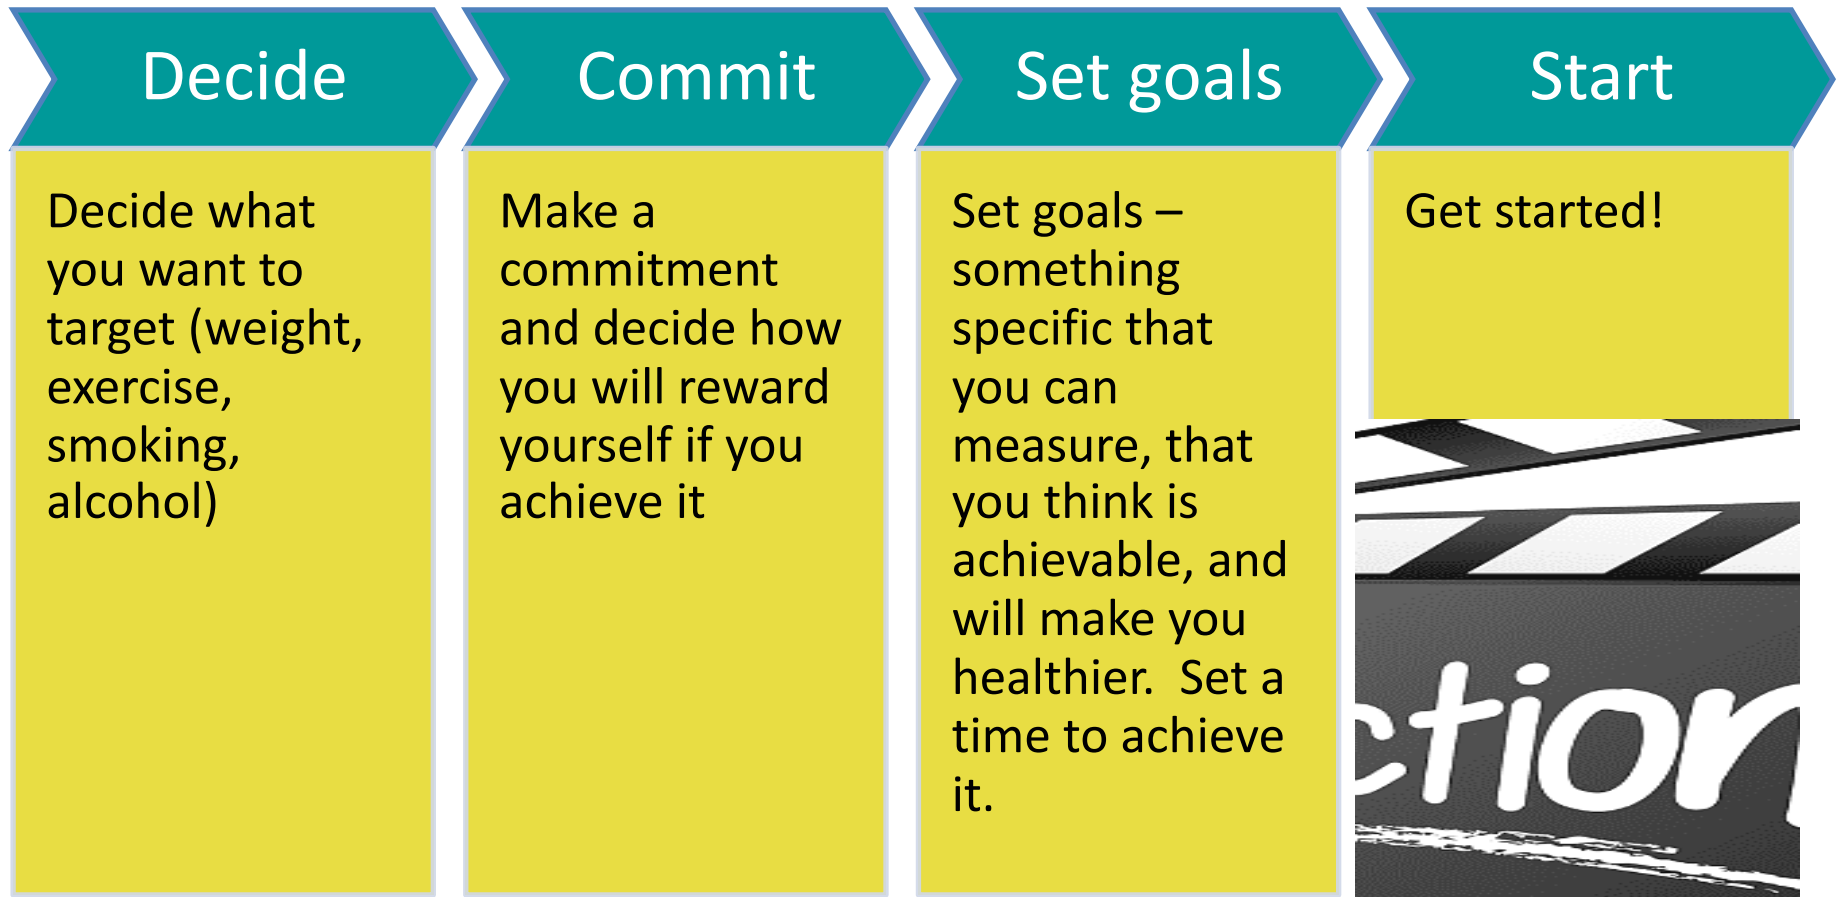 Decide
Decide what
you want to
target (weight,
exercise,
smoking,
alcohol)
Commit
Make a
commitment
and decide how
you will reward
yourself if you
achieve it
Set goals
Set goals –
something
specific that
you can
measure, that
you think is
achievable, and
will make you
healthier.  Set a
time to achieve
it.
Start
Get started!
ction